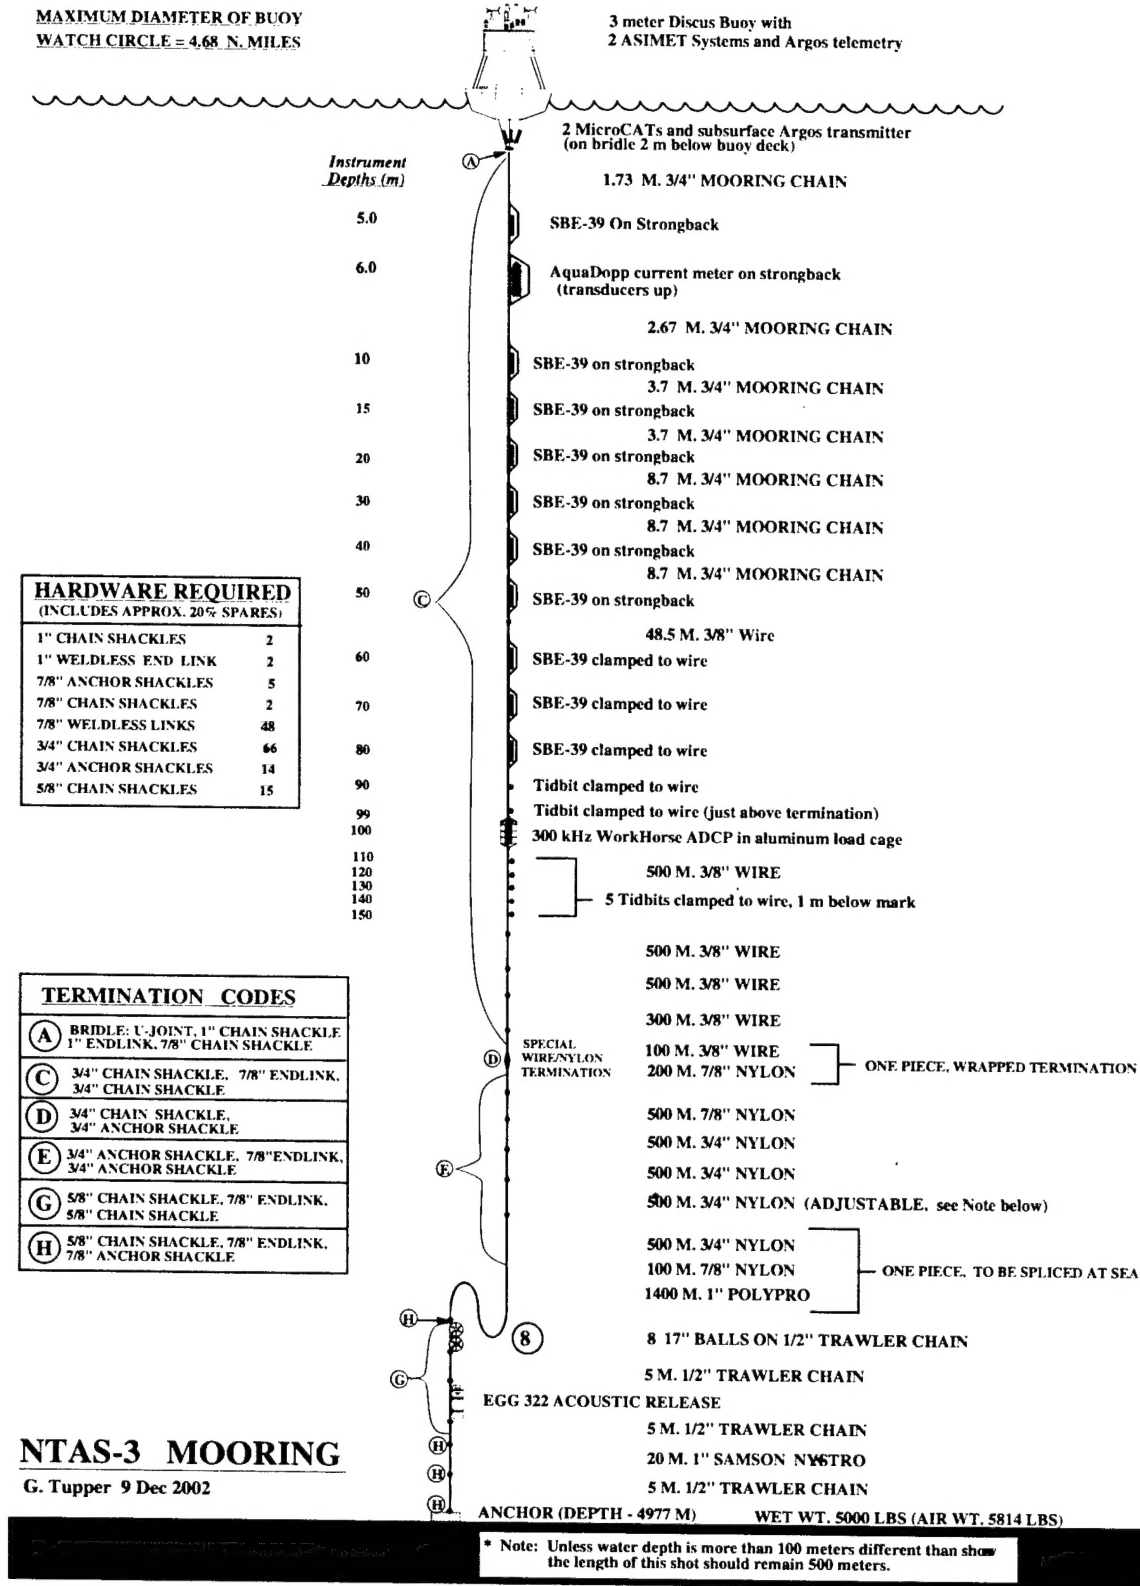 MAXIMUM DIAMETER OF BUOY
WATCH CIRCLE = 4.68 N. MILES
3 meter Discus Buoy with
2 ASIMET Systems and Argos telemetry
2 MicroCATs and subsurface Argos transmitter
(on bridle 2 m below buoy deck)
A
Instrument
Depths (m)
1.73 M. 3/4" MOORING CHAIN
5.0
SBE-39 On Strongback
6.0
AquaDopp current meter on strongback
(transducers up)
2.67 M. 3/4" MOORING CHAIN
10
SBE-39 on strongback
3.7 M. 3/4" MOORING CHAIN
15
SBE-39 on strongback
3.7 M. 3/4" MOORING CHAIN
20
SBE-39 on strongback
8.7 M. 3/4" MOORING CHAIN
30
SBE-39 on strongback
8.7 M. 3/4" MOORING CHAIN
40
SBE-39 on strongback
8.7 M. 3/4" MOORING CHAIN
50
C
SBE-39 on strongback
48.5 M. 3/8" Wire
60
SBE-39 clamped to wire
70
SBE-39 clamped to wire
80
SBE-39 clamped to wire
90
Tidbit clamped to wire
99
Tidbit clamped to wire (just above termination)
100
300 kHz WorkHorse ADCP in aluminum load cage
110
120
130
140
150
500 M. 3/8" WIRE
5 Tidbits clamped to wire, 1 m below mark
HARDWARE REQUIRED
(INCLUDES APPROX. 20% SPARES)
1" CHAIN SHACKLES 2
1" WELDLESS END LINK 2
7/8" ANCHOR SHACKLES 5
7/8" CHAIN SHACKLES 2
7/8" WELDLESS LINKS 48
3/4" CHAIN SHACKLES 66
3/4" ANCHOR SHACKLES 14
5/8" CHAIN SHACKLES 15
500 M. 3/8" WIRE
500 M. 3/8" WIRE
300 M. 3/8" WIRE
D
SPECIAL
WIRE/NYLON
TERMINATION
100 M. 3/8" WIRE
200 M. 7/8" NYLON
ONE PIECE, WRAPPED TERMINATION
500 M. 7/8" NYLON
500 M. 3/4" NYLON
E
500 M. 3/4" NYLON
500 M. 3/4" NYLON (ADJUSTABLE, see Note below)
500 M. 3/4" NYLON
100 M. 7/8" NYLON
1400 M. 1" POLYPRO
ONE PIECE, TO BE SPLICED AT SEA
TERMINATION CODES
A BRIDLE: U-JOINT, 1" CHAIN SHACKLE
1" ENDLINK, 7/8" CHAIN SHACKLE
C 3/4" CHAIN SHACKLE, 7/8" ENDLINK,
3/4" CHAIN SHACKLE
D 3/4" CHAIN SHACKLE,
3/4" ANCHOR SHACKLE
E 3/4" ANCHOR SHACKLE, 7/8"ENDLINK,
3/4" ANCHOR SHACKLE
G 5/8" CHAIN SHACKLE, 7/8" ENDLINK,
5/8" CHAIN SHACKLE
H 5/8" CHAIN SHACKLE, 7/8" ENDLINK,
7/8" ANCHOR SHACKLE
H
8
8 17" BALLS ON 1/2" TRAWLER CHAIN
G
5 M. 1/2" TRAWLER CHAIN
EGG 322 ACOUSTIC RELEASE
5 M. 1/2" TRAWLER CHAIN
H
20 M. 1" SAMSON NYSTRO
H
5 M. 1/2" TRAWLER CHAIN
H
ANCHOR (DEPTH - 4977 M)
WET WT. 5000 LBS (AIR WT. 5814 LBS)
NTAS-3 MOORING
G. Tupper 9 Dec 2002
* Note: Unless water depth is more than 100 meters different than show
the length of this shot should remain 500 meters.